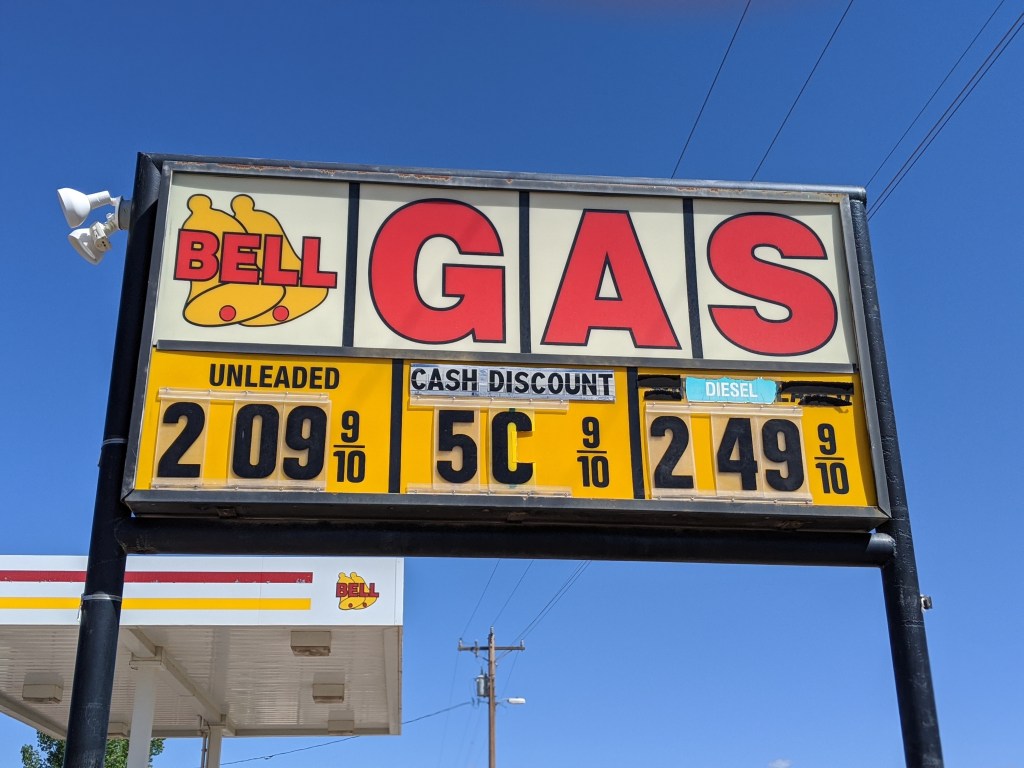 BELL GAS
UNLEADED
2 09 9/10
CASH DISCOUNT
5C 9/10
DIESEL
2 49 9/10
BELL